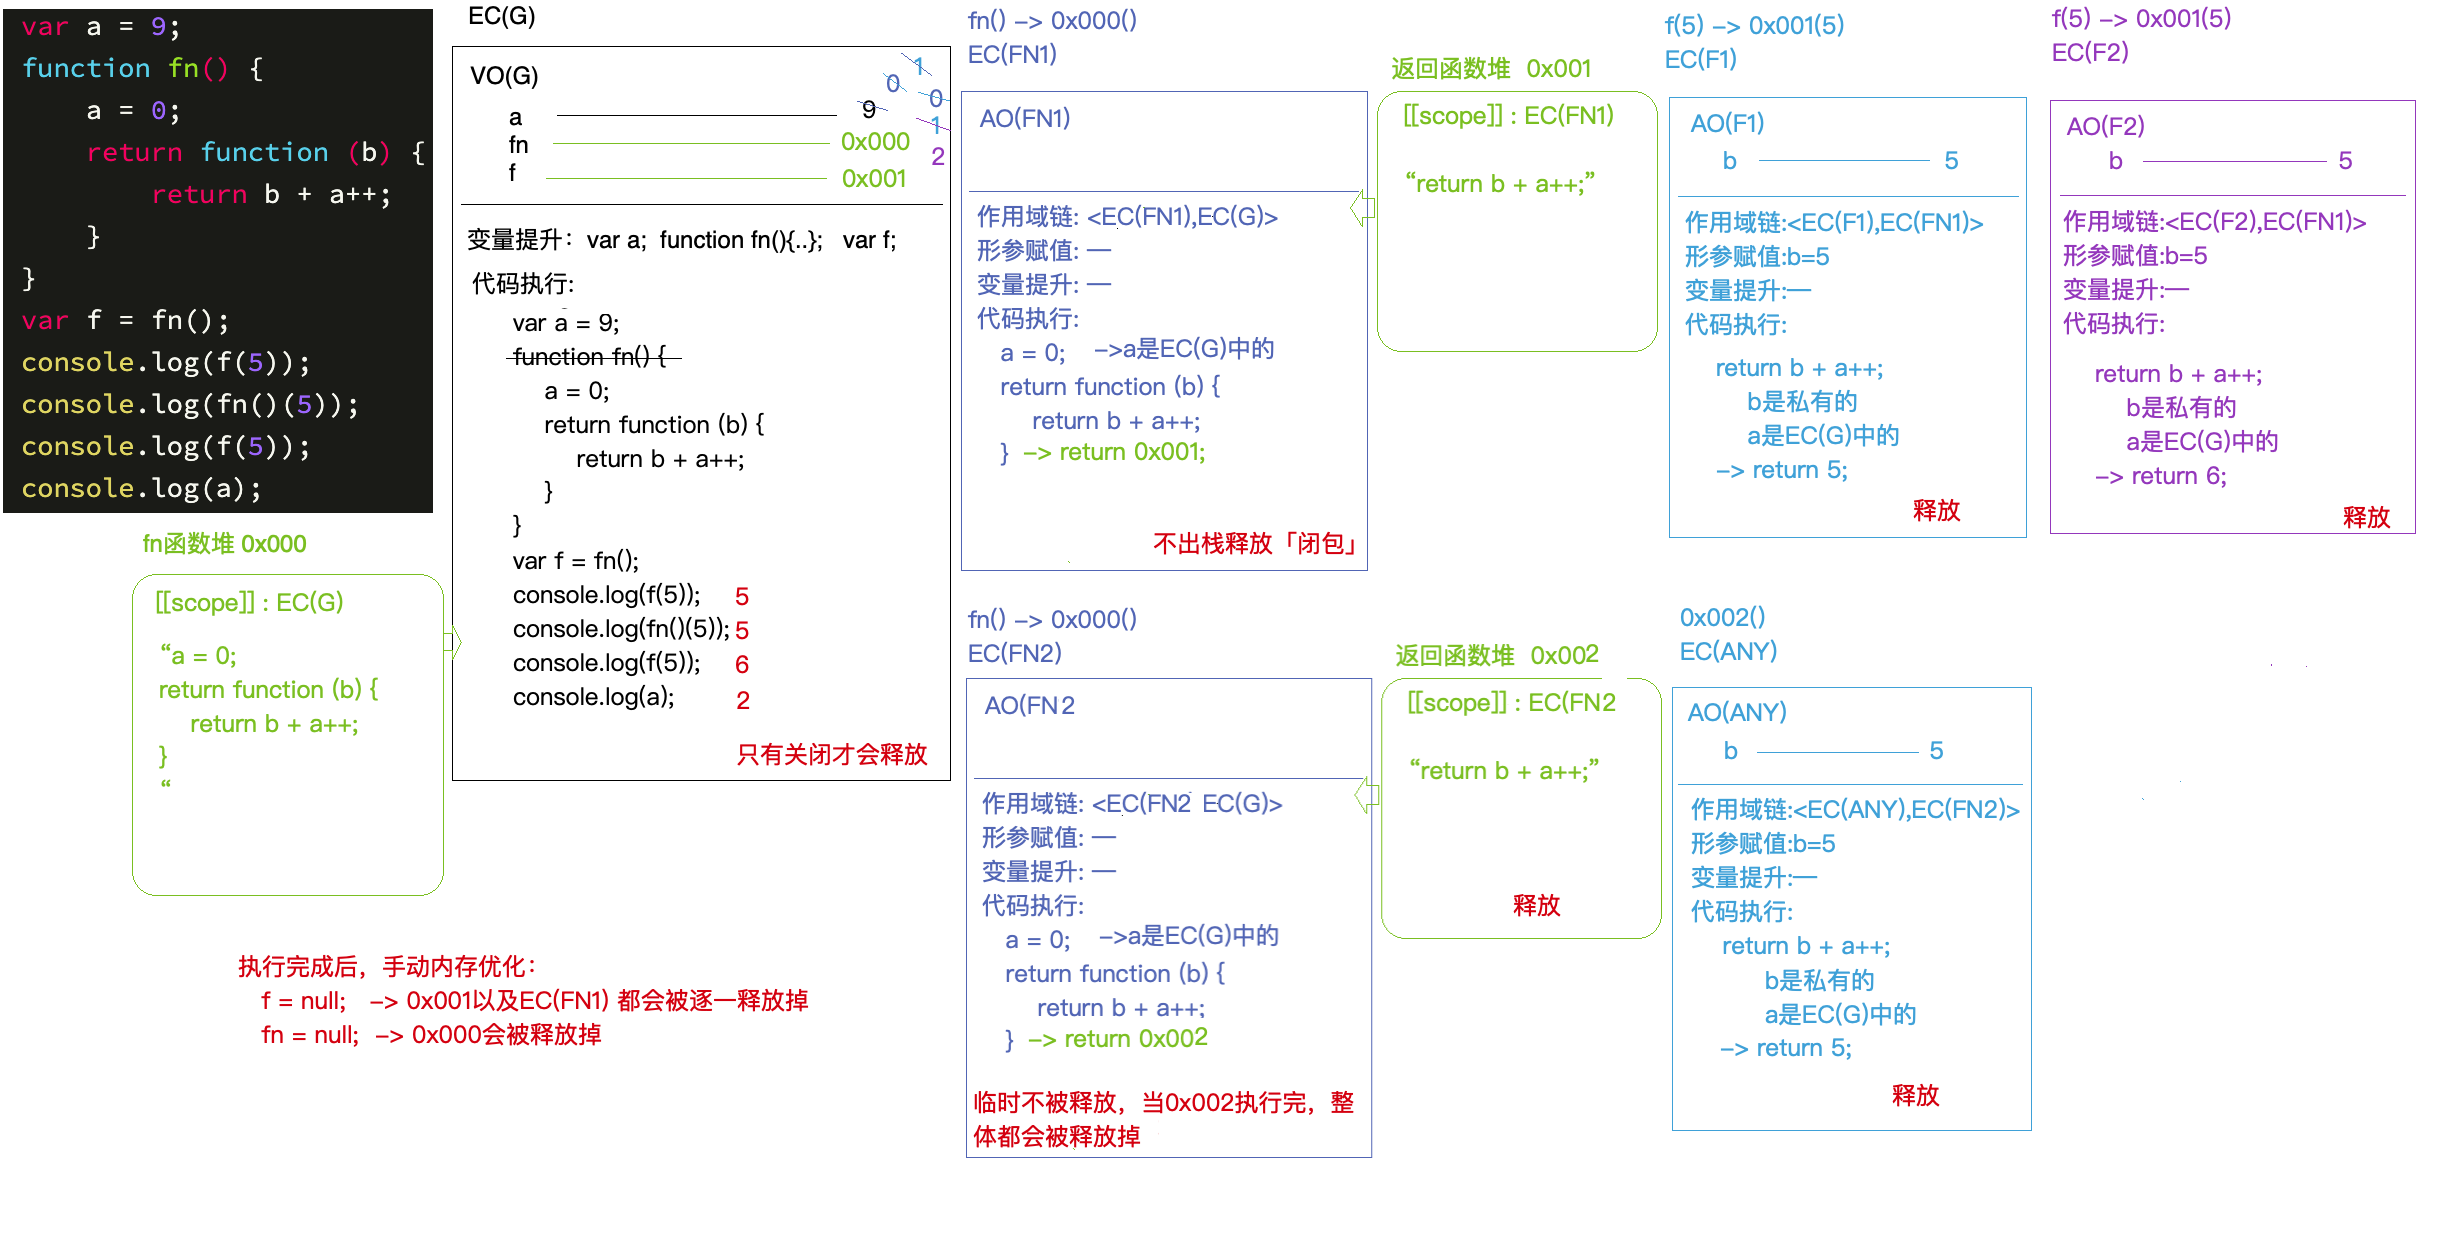 var a = 9;
function fn() {
    a = 0;
    return function (b) {
        return b + a++;
    }
}
var f = fn();
console.log(f(5));
console.log(fn()(5));
console.log(f(5));
console.log(a);
fn函数堆 0x000
[[scope]] : EC(G)
“a = 0;
return function (b) {
    return b + a++;
}
“
EC(G)
VO(G)
a 9 0 1 0 1 2
fn 0x000
f 0x001
变量提升：var a;  function fn(){..};   var f;
代码执行:
var a = 9;
function fn() {
    a = 0;
    return function (b) {
        return b + a++;
    }
}
var f = fn();
console.log(f(5)); 5
console.log(fn()(5)); 5
console.log(f(5)); 6
console.log(a); 2
只有关闭才会释放
fn() –> 0x000()
EC(FN1)
AO(FN1)
作用域链: <EC(FN1),EC(G)>
形参赋值: —
变量提升: —
代码执行:
a = 0;    –>a是EC(G)中的
return function (b) {
    return b + a++;
}  –> return 0x001;
不出栈释放「闭包」
返回函数堆  0x001
[[scope]] : EC(FN1)
“return b + a++;”
f(5) –> 0x001(5)
EC(F1)
AO(F1)
b 5
作用域链:<EC(F1),EC(FN1)>
形参赋值:b=5
变量提升:—
代码执行:
return b + a++;
b是私有的
a是EC(G)中的
–> return 5;
释放
f(5) –> 0x001(5)
EC(F2)
AO(F2)
b 5
作用域链:<EC(F2),EC(FN1)>
形参赋值:b=5
变量提升:—
代码执行:
return b + a++;
b是私有的
a是EC(G)中的
–> return 6;
释放
fn() –> 0x000()
EC(FN2)
AO(FN2
作用域链: <EC(FN2 EC(G)>
形参赋值: —
变量提升: —
代码执行:
a = 0;    –>a是EC(G)中的
return function (b) {
    return b + a++;
}  –> return 0x002
临时不被释放，当0x002执行完，整
体都会被释放掉
返回函数堆  0x002
[[scope]] : EC(FN2
“return b + a++;”
释放
0x002()
EC(ANY)
AO(ANY)
b 5
作用域链:<EC(ANY),EC(FN2)>
形参赋值:b=5
变量提升:—
代码执行:
return b + a++;
b是私有的
a是EC(G)中的
–> return 5;
释放
执行完成后，手动内存优化：
f = null;   –> 0x001以及EC(FN1) 都会被逐一释放掉
fn = null;  –> 0x000会被释放掉